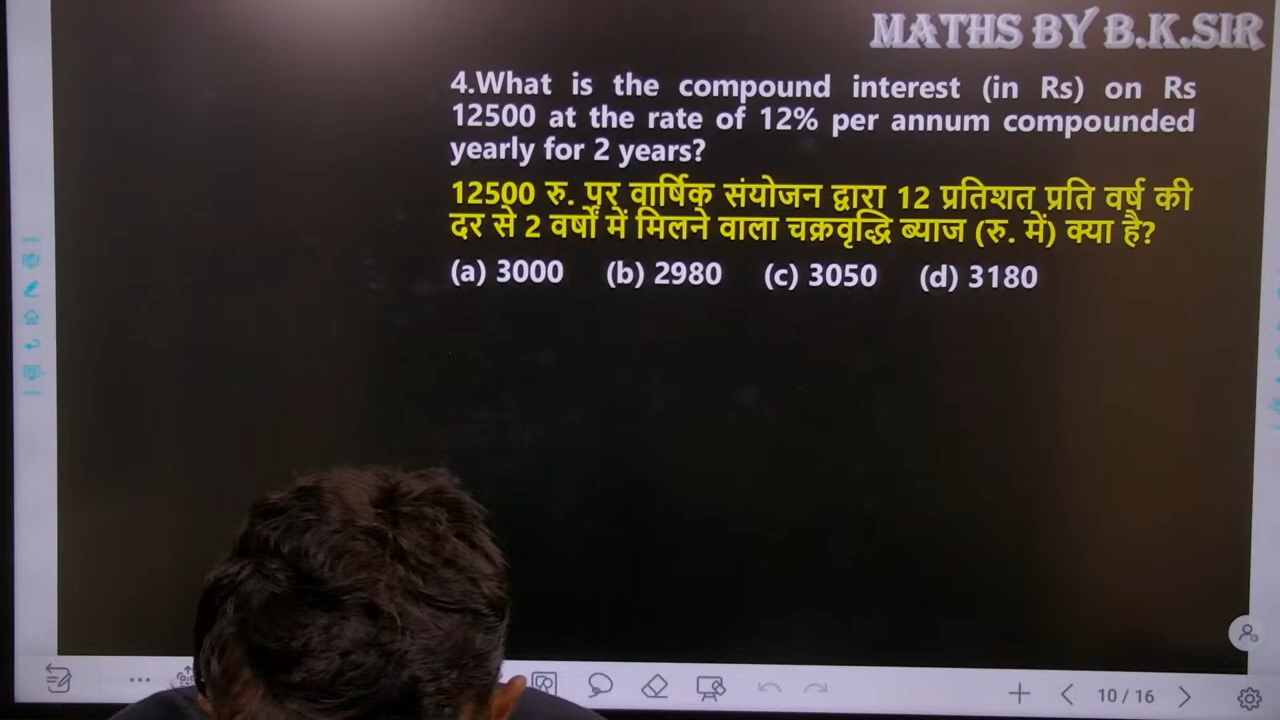 MATHS BY B.K.SIR
4.What is the compound interest (in Rs) on Rs
12500 at the rate of 12% per annum compounded
yearly for 2 years?
12500 रु. पर वार्षिक संयोजन द्वारा 12 प्रतिशत प्रति वर्ष की
दर से 2 वर्षों में मिलने वाला चक्रवृद्धि ब्याज (रु. में) क्या है?
(a) 3000 (b) 2980 (c) 3050 (d) 3180
10 / 16